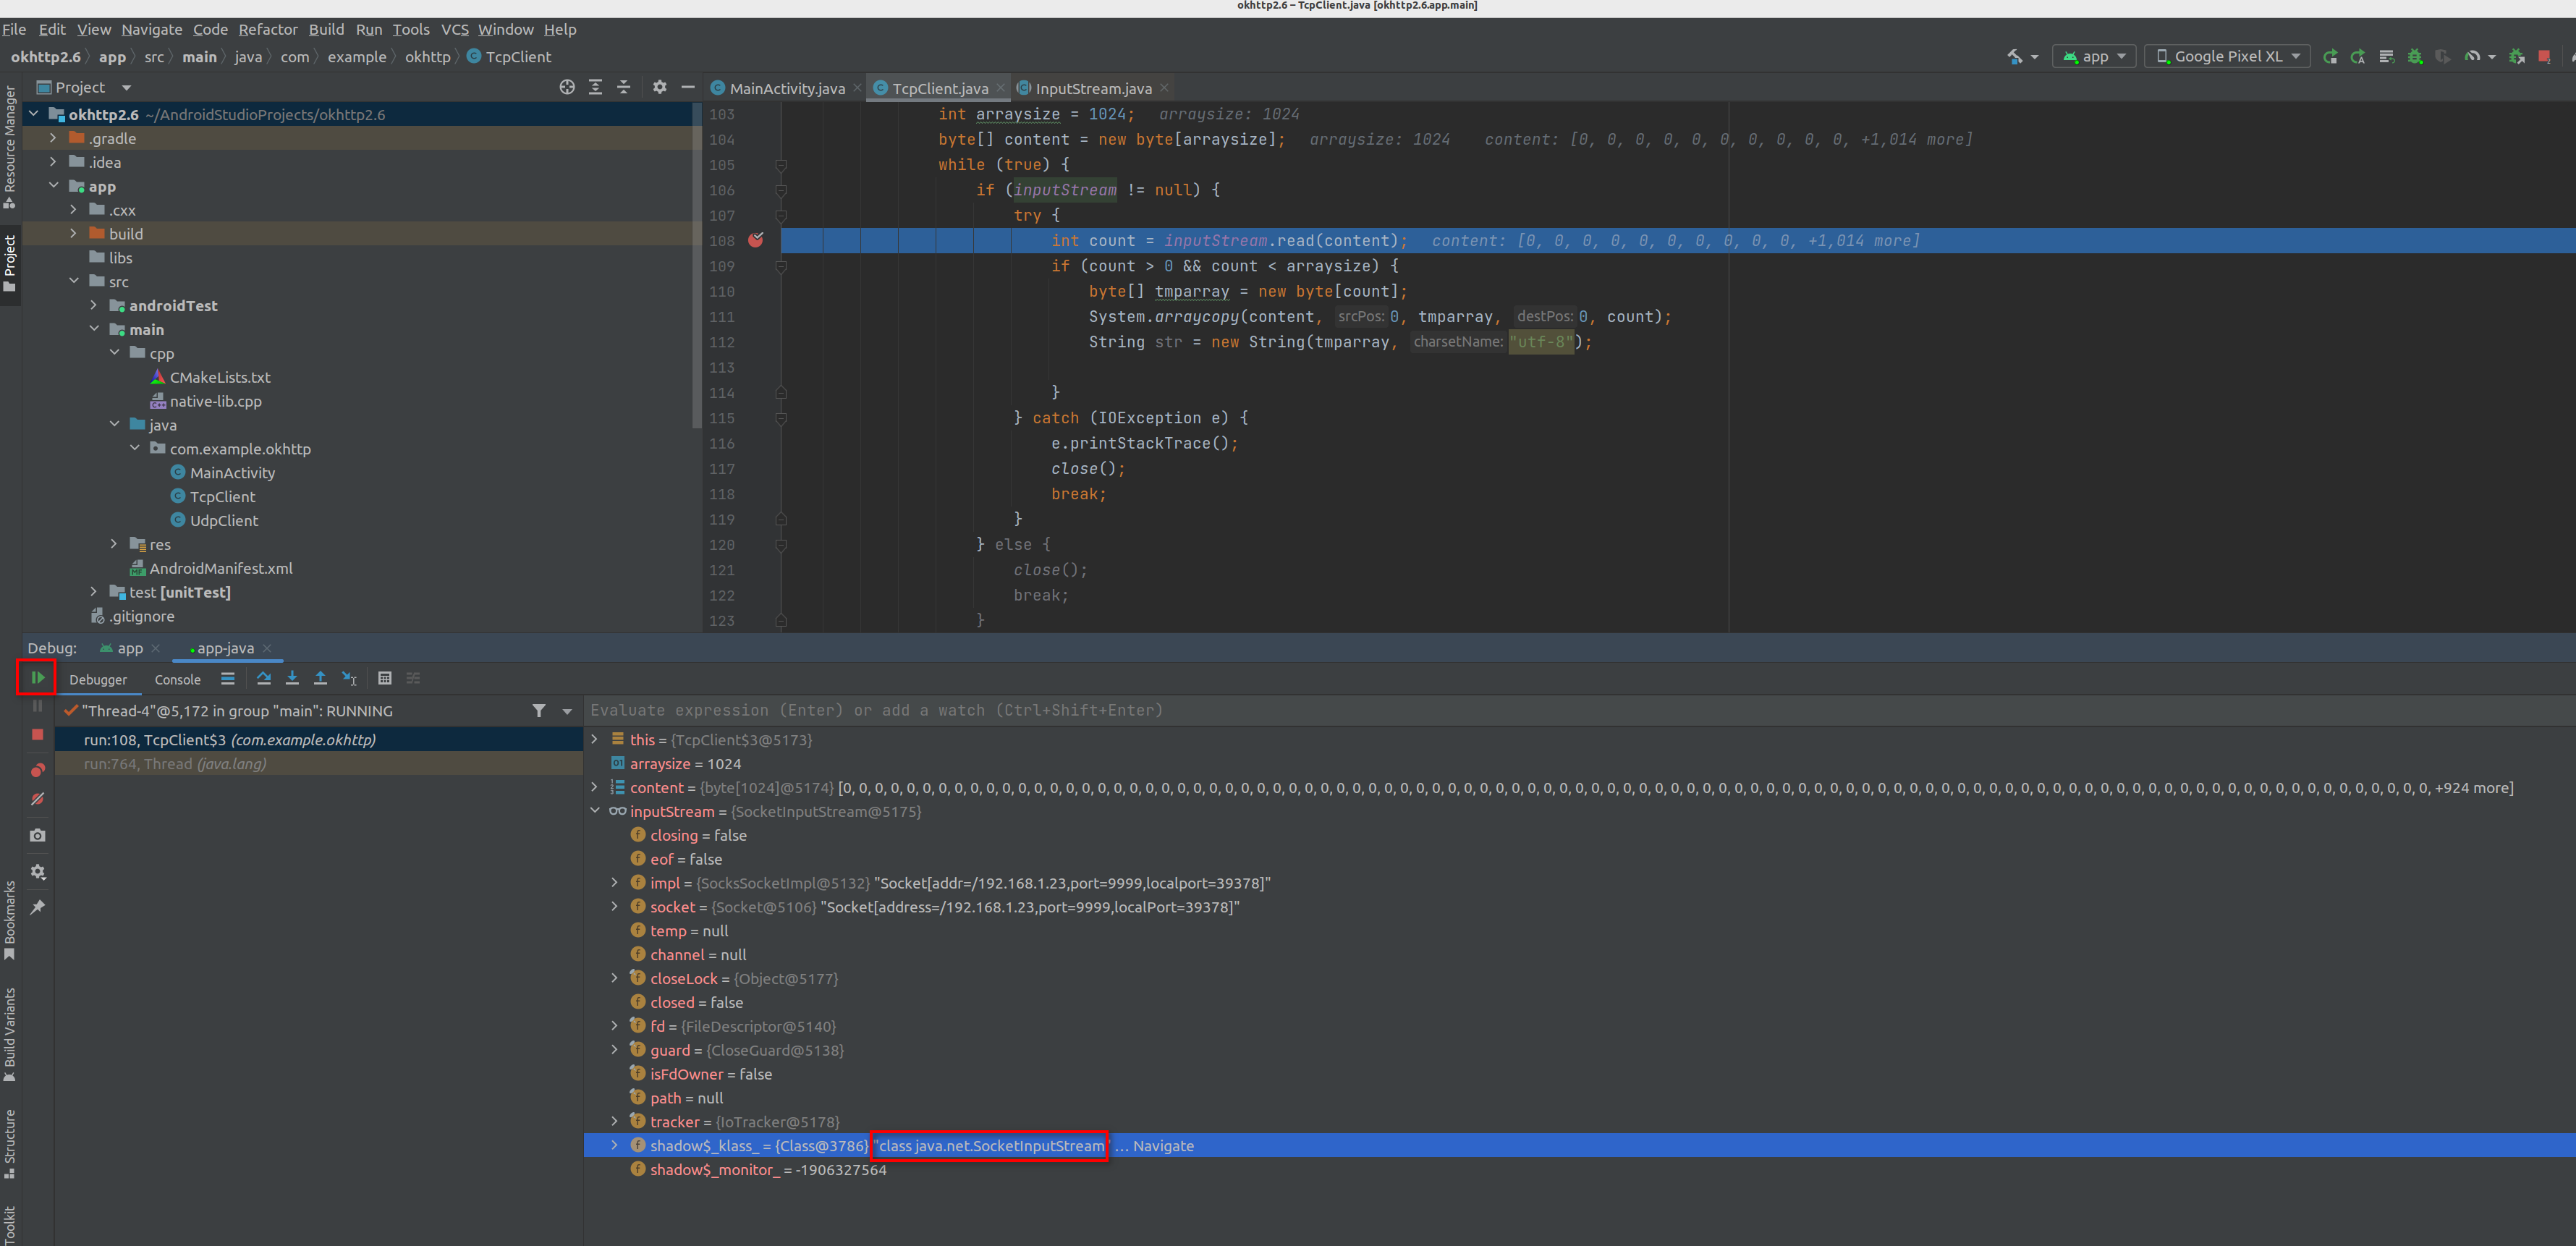 okhttp2.6 – TcpClient.java [okhttp2.6.app.main]
File Edit View Navigate Code Refactor Build Run Tools VCS Window Help
okhttp2.6 app src main java com example okhttp TcpClient
app Google Pixel XL
Project
MainActivity.java TcpClient.java InputStream.java
Resource Manager
Project
Bookmarks
Build Variants
Structure
Toolkit
okhttp2.6 ~/AndroidStudioProjects/okhttp2.6
.gradle
.idea
app
.cxx
build
libs
src
androidTest
main
cpp
CMakeLists.txt
native-lib.cpp
java
com.example.okhttp
MainActivity
TcpClient
UdpClient
res
AndroidManifest.xml
test [unitTest]
.gitignore
103 int arraysize = 1024; arraysize: 1024
104 byte[] content = new byte[arraysize]; arraysize: 1024 content: [0, 0, 0, 0, 0, 0, 0, 0, 0, 0, +1,014 more]
105 while (true) {
106 if (inputStream != null) {
107 try {
108 int count = inputStream.read(content); content: [0, 0, 0, 0, 0, 0, 0, 0, 0, 0, +1,014 more]
109 if (count > 0 && count < arraysize) {
110 byte[] tmparray = new byte[count];
111 System.arraycopy(content, srcPos: 0, tmparray, destPos: 0, count);
112 String str = new String(tmparray, charsetName: "utf-8");
113
114 }
115 } catch (IOException e) {
116 e.printStackTrace();
117 close();
118 break;
119 }
120 } else {
121 close();
122 break;
123 }
Debug: app app-java
Debugger Console
"Thread-4"@5,172 in group "main": RUNNING
run:108, TcpClient$3 (com.example.okhttp)
run:764, Thread (java.lang)
Evaluate expression (Enter) or add a watch (Ctrl+Shift+Enter)
this = {TcpClient$3@5173}
arraysize = 1024
content = {byte[1024]@5174} [0, 0, 0, 0, 0, 0, 0, 0, 0, 0, 0, 0, 0, 0, 0, 0, 0, 0, 0, 0, 0, 0, 0, 0, 0, 0, 0, 0, 0, 0, 0, 0, 0, 0, 0, 0, 0, 0, 0, 0, 0, 0, 0, 0, 0, 0, 0, 0, 0, 0, 0, 0, 0, 0, 0, 0, 0, 0, 0, 0, 0, 0, 0, 0, 0, 0, 0, 0, 0, 0, 0, 0, 0, 0, 0, 0, 0, 0, 0, 0, 0, 0, 0, 0, 0, 0, 0, 0, 0, 0, 0, 0, 0, 0, 0, 0, 0, 0, 0, 0, +924 more]
inputStream = {SocketInputStream@5175}
closing = false
eof = false
impl = {SocksSocketImpl@5132} "Socket[addr=/192.168.1.23,port=9999,localport=39378]"
socket = {Socket@5106} "Socket[address=/192.168.1.23,port=9999,localPort=39378]"
temp = null
channel = null
closeLock = {Object@5177}
closed = false
fd = {FileDescriptor@5140}
guard = {CloseGuard@5138}
isFdOwner = false
path = null
tracker = {IoTracker@5178}
shadow$_klass_ = {Class@3786} "class java.net.SocketInputStream" ... Navigate
shadow$_monitor_ = -1906327564